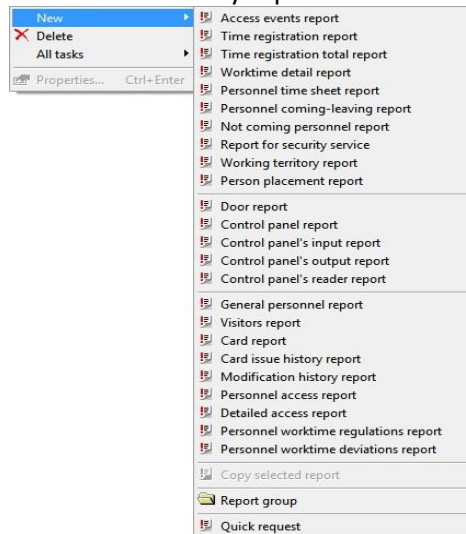 New
Delete
All tasks
Properties... Ctrl+Enter
Access events report
Time registration report
Time registration total report
Worktime detail report
Personnel time sheet report
Personnel coming-leaving report
Not coming personnel report
Report for security service
Working territory report
Person placement report
Door report
Control panel report
Control panel's input report
Control panel's output report
Control panel's reader report
General personnel report
Visitors report
Card report
Card issue history report
Modification history report
Personnel access report
Detailed access report
Personnel worktime regulations report
Personnel worktime deviations report
Copy selected report
Report group
Quick request